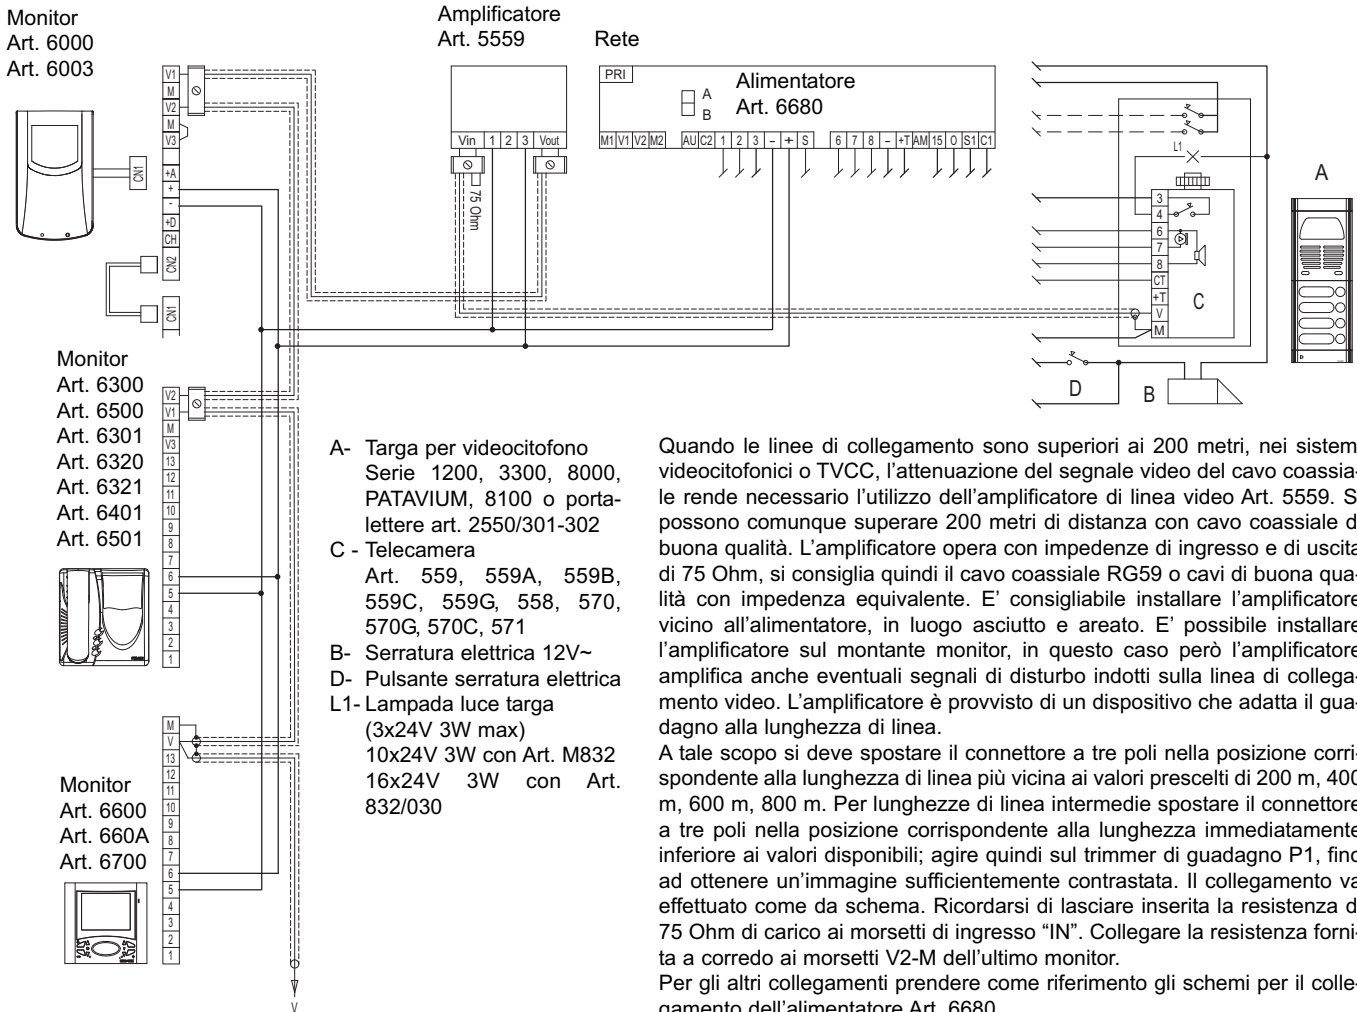 Monitor
Art. 6000
Art. 6003
Amplificatore
Art. 5559
Rete
PRI
A
B
Alimentatore
Art. 6680
Vin 1 2 3 Vout
M1 V1 V2 M2 AU C2 1 2 3 - + S 6 7 8 - +T AM 15 0 S1 C1
75 Ohm
V1
M
V2
M
V3
+A
+
-
+D
CH
CN2
CN1
CN1
L1
3
4
6
7
8
CT
+T
V
M
C
A
D
B
Monitor
Art. 6300
Art. 6500
Art. 6301
Art. 6320
Art. 6321
Art. 6401
Art. 6501
V2
V1
M
V3
13
12
11
10
9
8
7
6
5
4
3
2
1
Monitor
Art. 6600
Art. 660A
Art. 6700
M
V
13
12
11
10
9
8
7
6
5
4
3
2
1
V
A- Targa per videocitofono
Serie 1200, 3300, 8000,
PATAVIUM, 8100 o porta-
lettere art. 2550/301-302
C - Telecamera
Art. 559, 559A, 559B,
559C, 559G, 558, 570,
570G, 570C, 571
B- Serratura elettrica 12V~
D- Pulsante serratura elettrica
L1- Lampada luce targa
(3x24V 3W max)
10x24V 3W con Art. M832
16x24V 3W con Art.
832/030
Quando le linee di collegamento sono superiori ai 200 metri, nei sistem
videocitofonici o TVCC, l'attenuazione del segnale video del cavo coassia-
le rende necessario l'utilizzo dell'amplificatore di linea video Art. 5559. S
possono comunque superare 200 metri di distanza con cavo coassiale d
buona qualità. L'amplificatore opera con impedenze di ingresso e di uscita
di 75 Ohm, si consiglia quindi il cavo coassiale RG59 o cavi di buona qua-
lità con impedenza equivalente. E' consigliabile installare l'amplificatore
vicino all'alimentatore, in luogo asciutto e areato. E' possibile installare
l'amplificatore sul montante monitor, in questo caso però l'amplificatore
amplifica anche eventuali segnali di disturbo indotti sulla linea di collega-
mento video. L'amplificatore è provvisto di un dispositivo che adatta il gua-
dagno alla lunghezza di linea.
A tale scopo si deve spostare il connettore a tre poli nella posizione corri-
spondente alla lunghezza di linea più vicina ai valori prescelti di 200 m, 400
m, 600 m, 800 m. Per lunghezze di linea intermedie spostare il connettore
a tre poli nella posizione corrispondente alla lunghezza immediatamente
inferiore ai valori disponibili; agire quindi sul trimmer di guadagno P1, fino
ad ottenere un'immagine sufficientemente contrastata. Il collegamento va
effettuato come da schema. Ricordarsi di lasciare inserita la resistenza d
75 Ohm di carico ai morsetti di ingresso “IN”. Collegare la resistenza forni-
ta a corredo ai morsetti V2-M dell'ultimo monitor.
Per gli altri collegamenti prendere come riferimento gli schemi per il colle-
gamento dell'alimentatore Art. 6680